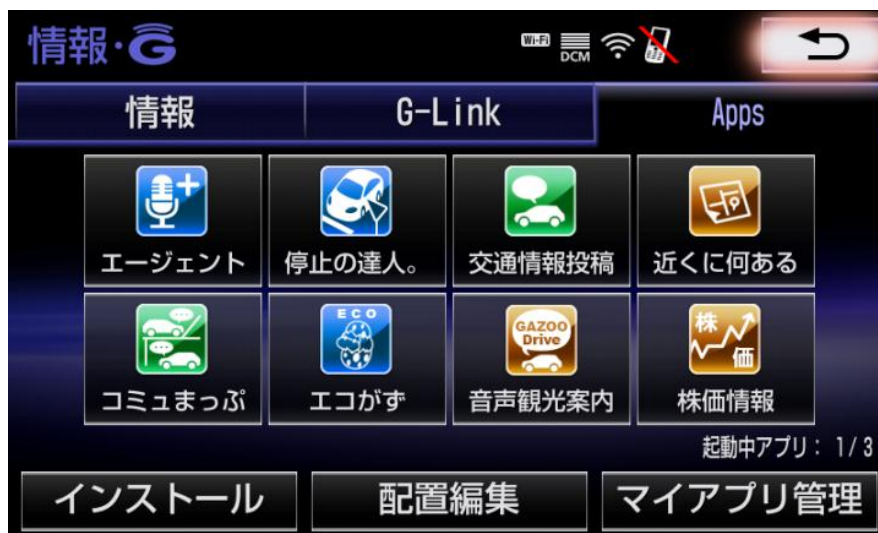 情報・G
Wi-Fi
DCM
情報
G-Link
Apps
エージェント
停止の達人。
交通情報投稿
近くに何ある
コミュまっぷ
ECO
エコがず
GAZOO
Drive
音声観光案内
株
価
株価情報
起動中アプリ： 1/3
インストール
配置編集
マイアプリ管理